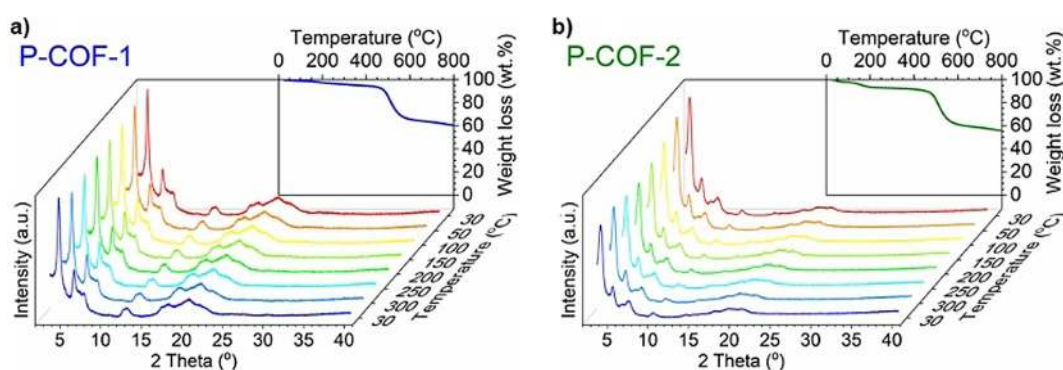 a)
P-COF-1
Temperature (°C)
0 200 400 600 800
100
80
60
40
20
0
Weight loss (wt.%)
Intensity (a.u.)
5 10 15 20 25 30 35 40
2 Theta (°)
30
50
100
150
200
250
300
30
Temperature (°C)
b)
P-COF-2
Temperature (°C)
0 200 400 600 800
100
80
60
40
20
0
Weight loss (wt.%)
Intensity (a.u.)
5 10 15 20 25 30 35 40
2 Theta (°)
30
50
100
150
200
250
300
30
Temperature (°C)